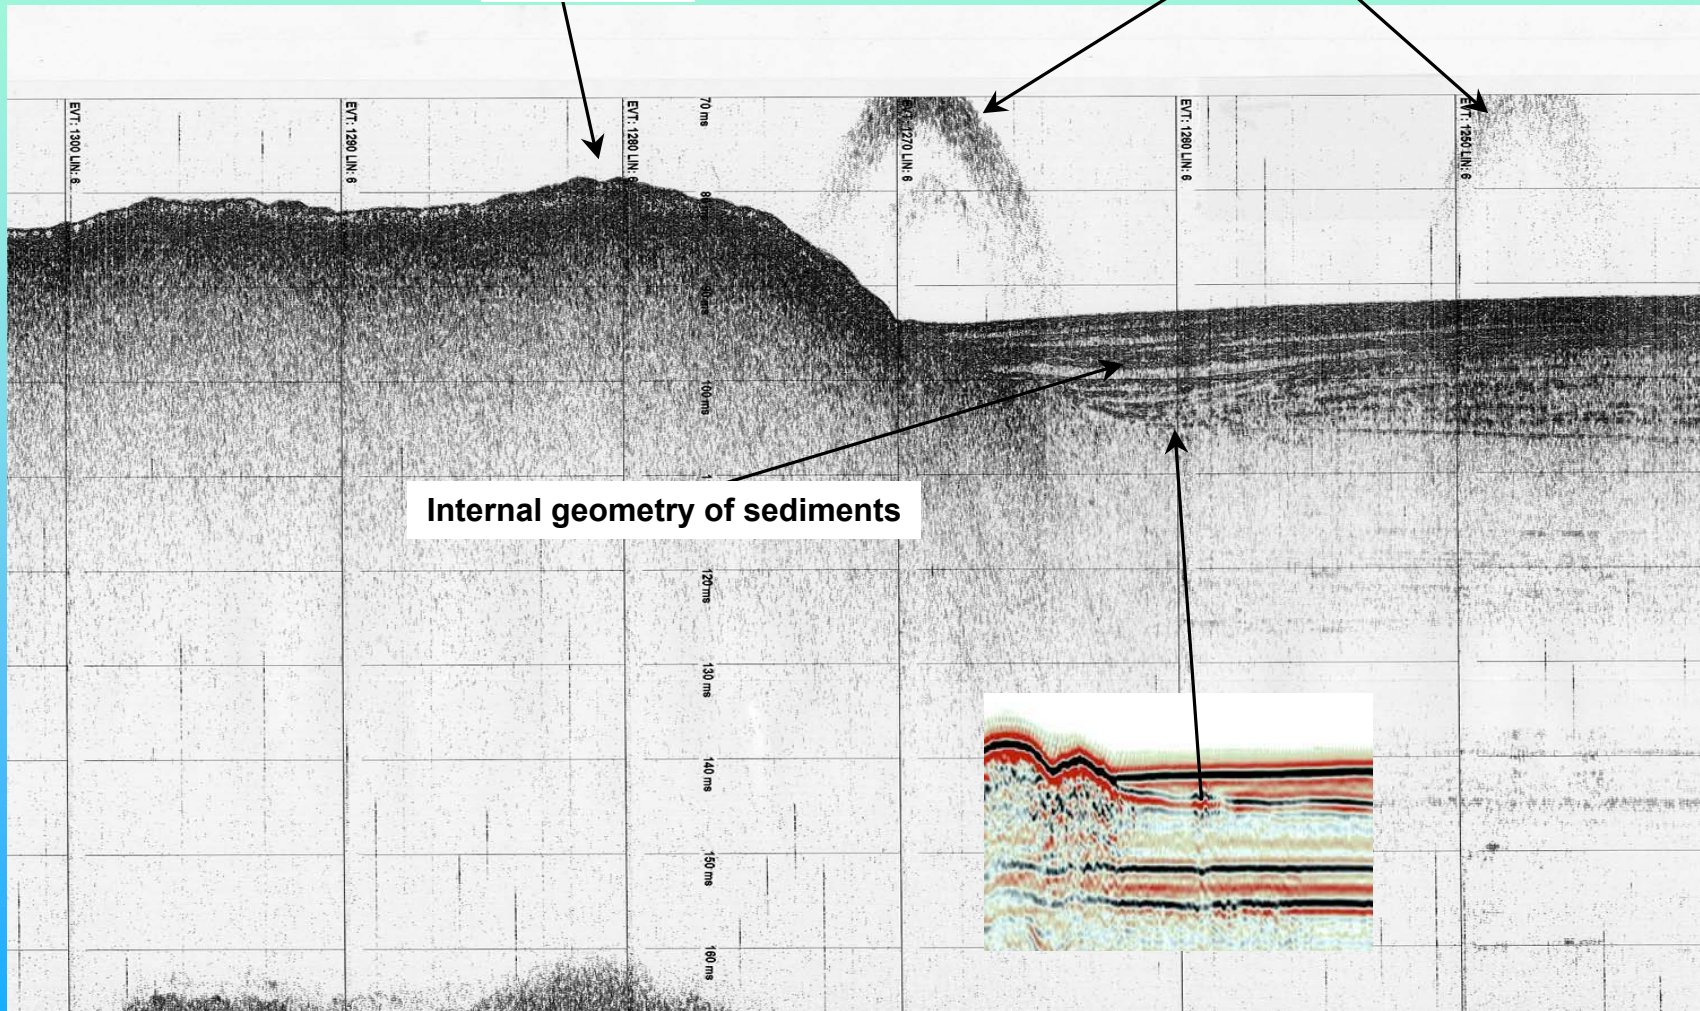 EVT: 1300 LIN: 6
EVT: 1290 LIN: 6
EVT: 1280 LIN: 6
70 ms
EVT: 1270 LIN: 6
EVT: 1260 LIN: 6
EVT: 1250 LIN: 6
90 ms
100 ms
Internal geometry of sediments
120 ms
130 ms
140 ms
150 ms
160 ms